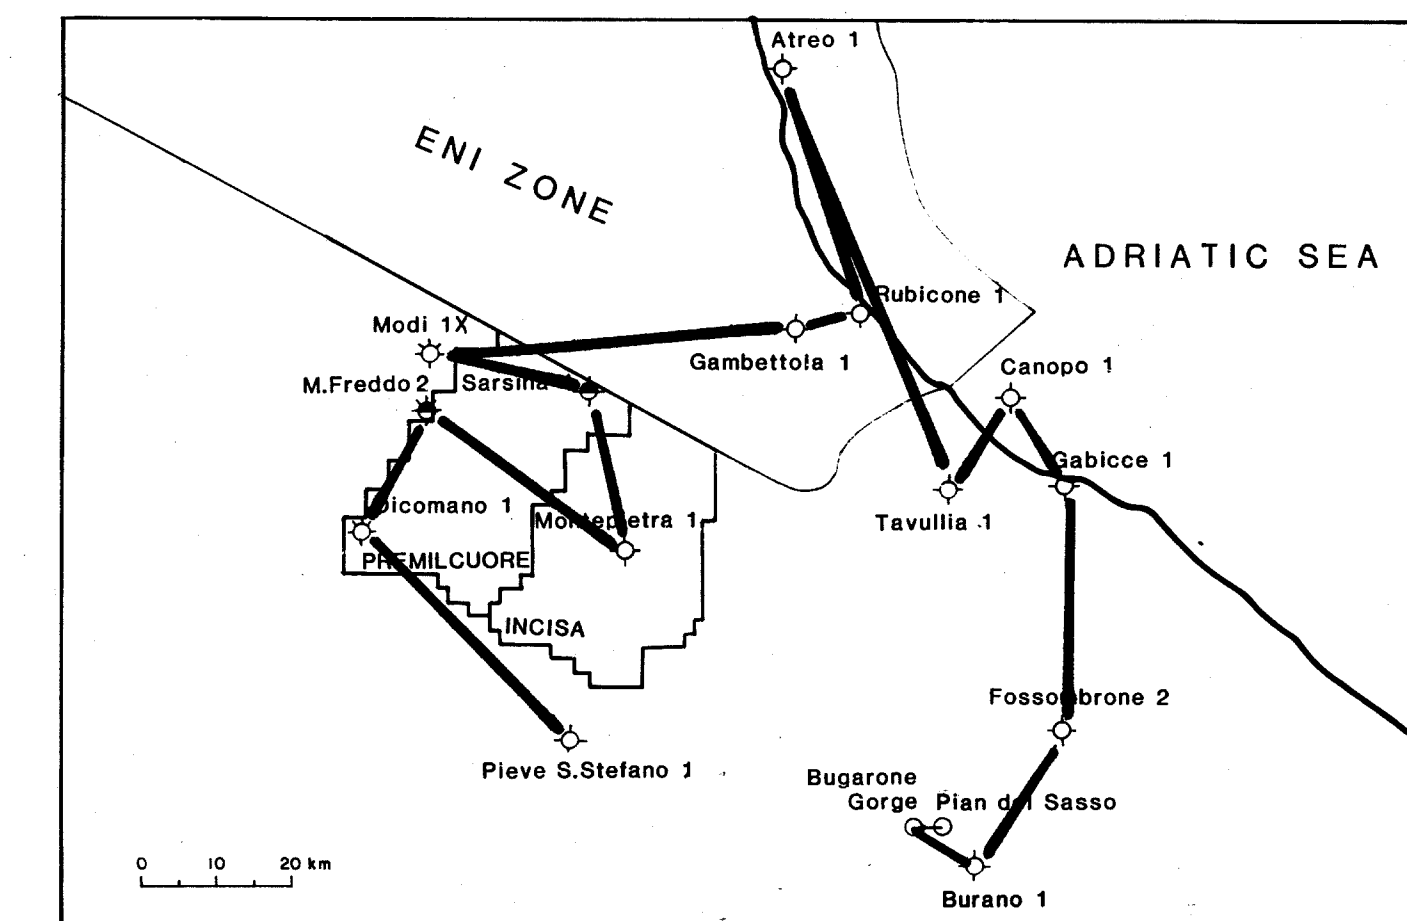 Atreo 1
ENI ZONE
ADRIATIC SEA
Rubicone 1
Modi 1X
Gambettola 1
Canopo 1
M.Freddo 2
Sarsina
Gabicce 1
Dicomano 1
Montepietra 1
Tavullia 1
PREMILCUORE
INCISA
Fossombrone 2
Pieve S.Stefano 1
Bugarone
Gorge
Pian del Sasso
0 10 20 km
Burano 1